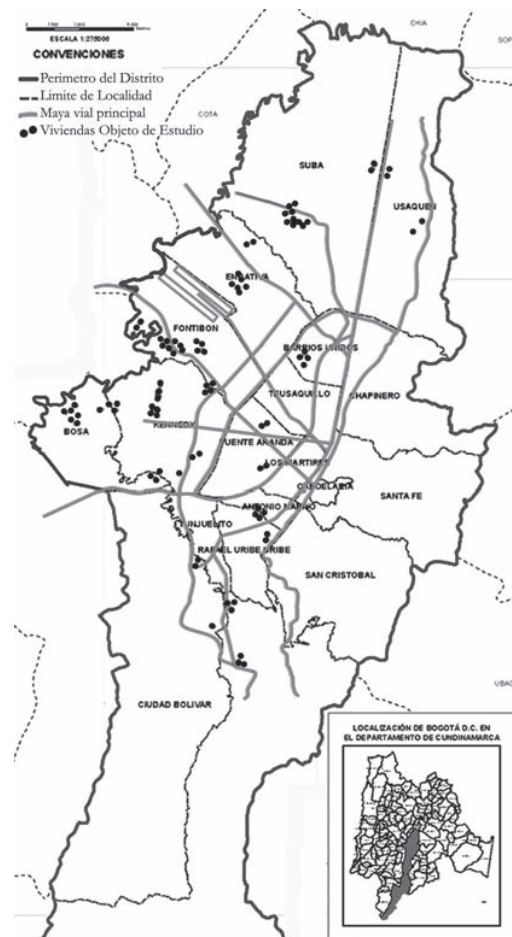 ESCALA 1:275000
CONVENCIONES
Perimetro del Distrito
Limite de Localidad
Maya vial principal
Viviendas Objeto de Estudio
CHIA
SOP
COTA
SUBA
USAQUEN
ENGATIVA
FONTIBON
BARRIOS UNIDOS
TEUSAQUILLO
CHAPINERO
KENNEDY
BOSA
PUENTE ARANDA
LOS MARTIRES
CANDELARIA
SANTA FE
ANTONIO NARIÑO
TUNJUELITO
RAFAEL URIBE URIBE
SAN CRISTOBAL
CIUDAD BOLIVAR
UBAQ
LOCALIZACIÓN DE BOGOTÁ D.C. EN
EL DEPARTAMENTO DE CUNDINAMARCA